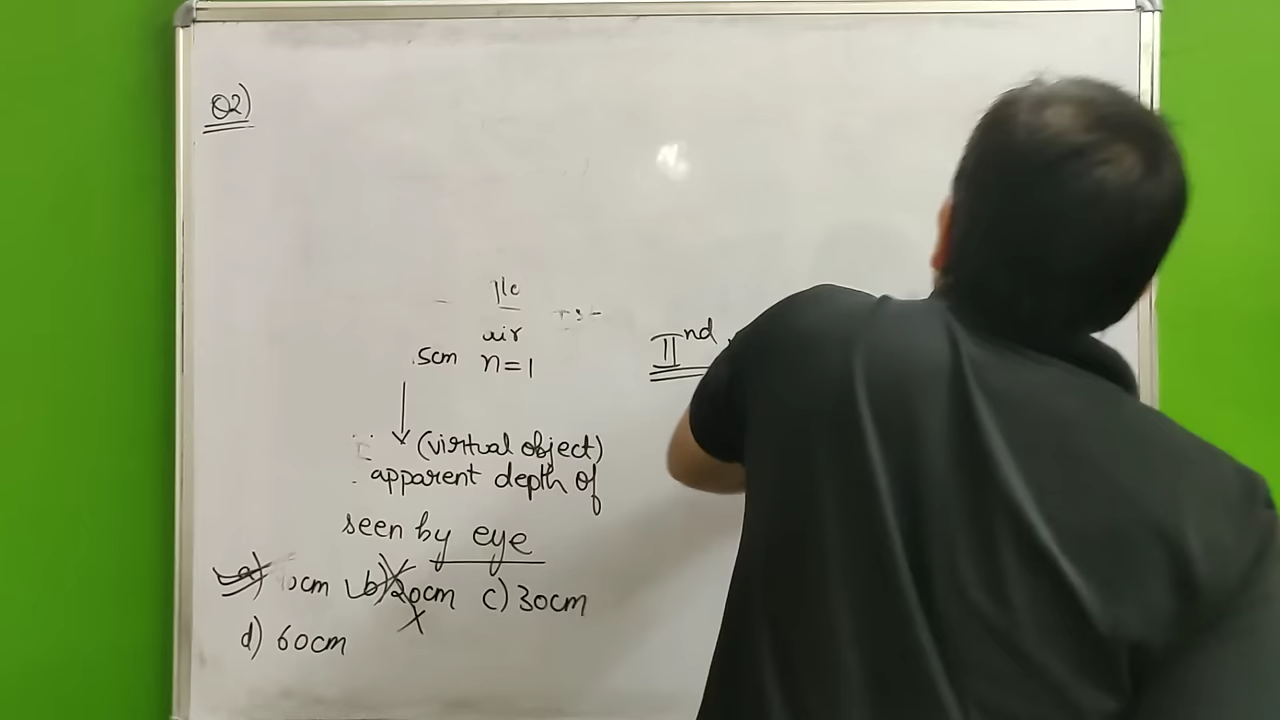 Q2)
air
5cm n=1
IInd
(virtual object)
apparent depth of
seen by eye
a) 10cm b) 20cm c) 30cm
d) 60cm